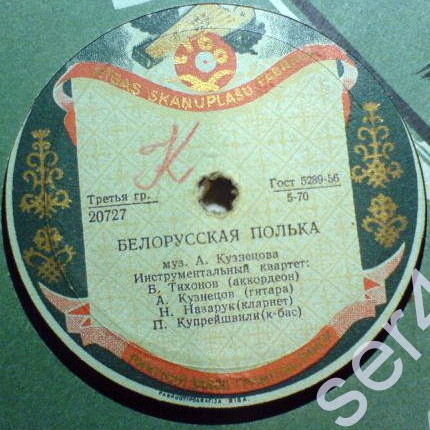 RĪGAS SKAŅUPLAŠU FABRIKA
К
Третья гр.
20727
Гост 5289-56
5-70
БЕЛОРУССКАЯ ПОЛЬКА
муз. А. Кузнецова
Инструментальный квартет:
Б. Тихонов (аккордеон)
А. Кузнецов (гитара)
Н. Назарук(кларнет)
П. Купрейшвили(к-бас)